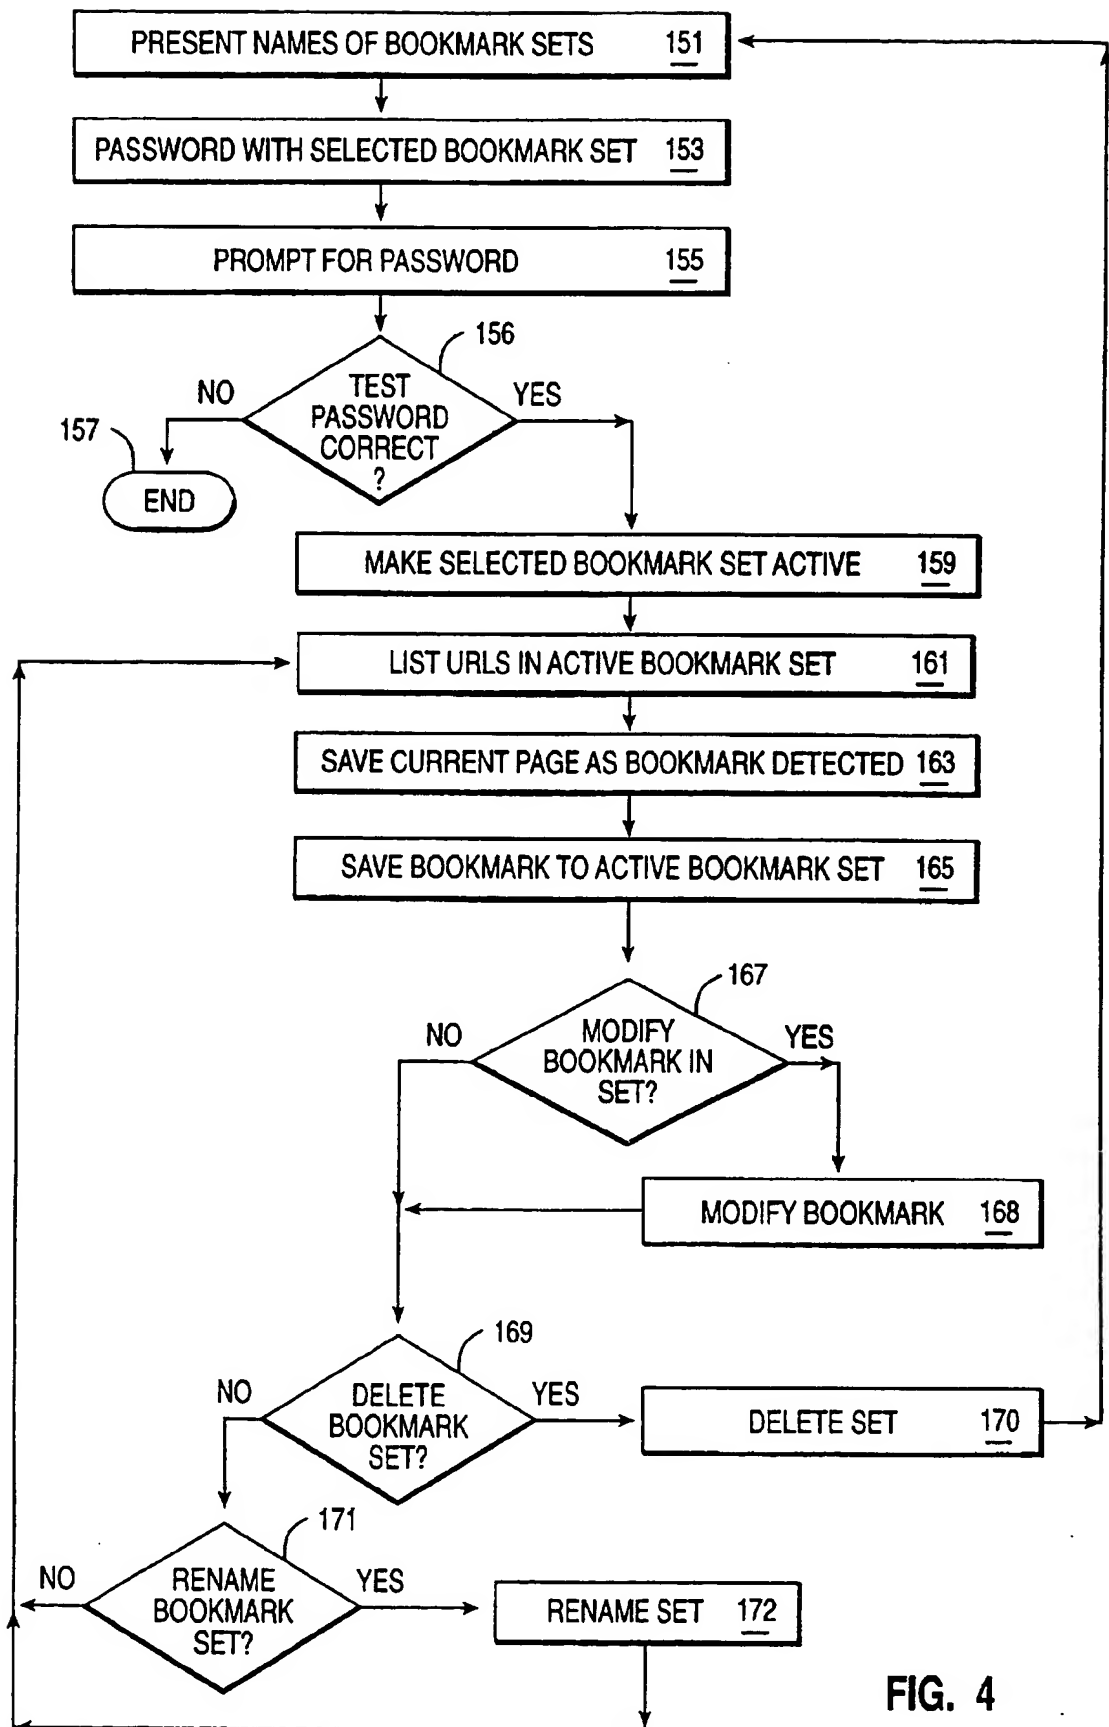 PRESENT NAMES OF BOOKMARK SETS 151
PASSWORD WITH SELECTED BOOKMARK SET 153
PROMPT FOR PASSWORD 155
156
NO
TEST
PASSWORD
CORRECT
?
YES
157
END
MAKE SELECTED BOOKMARK SET ACTIVE 159
LIST URLS IN ACTIVE BOOKMARK SET 161
SAVE CURRENT PAGE AS BOOKMARK DETECTED 163
SAVE BOOKMARK TO ACTIVE BOOKMARK SET 165
167
NO
MODIFY
BOOKMARK IN
SET?
YES
MODIFY BOOKMARK 168
169
NO
DELETE
BOOKMARK
SET?
YES
DELETE SET 170
171
NO
RENAME
BOOKMARK
SET?
YES
RENAME SET 172
FIG. 4